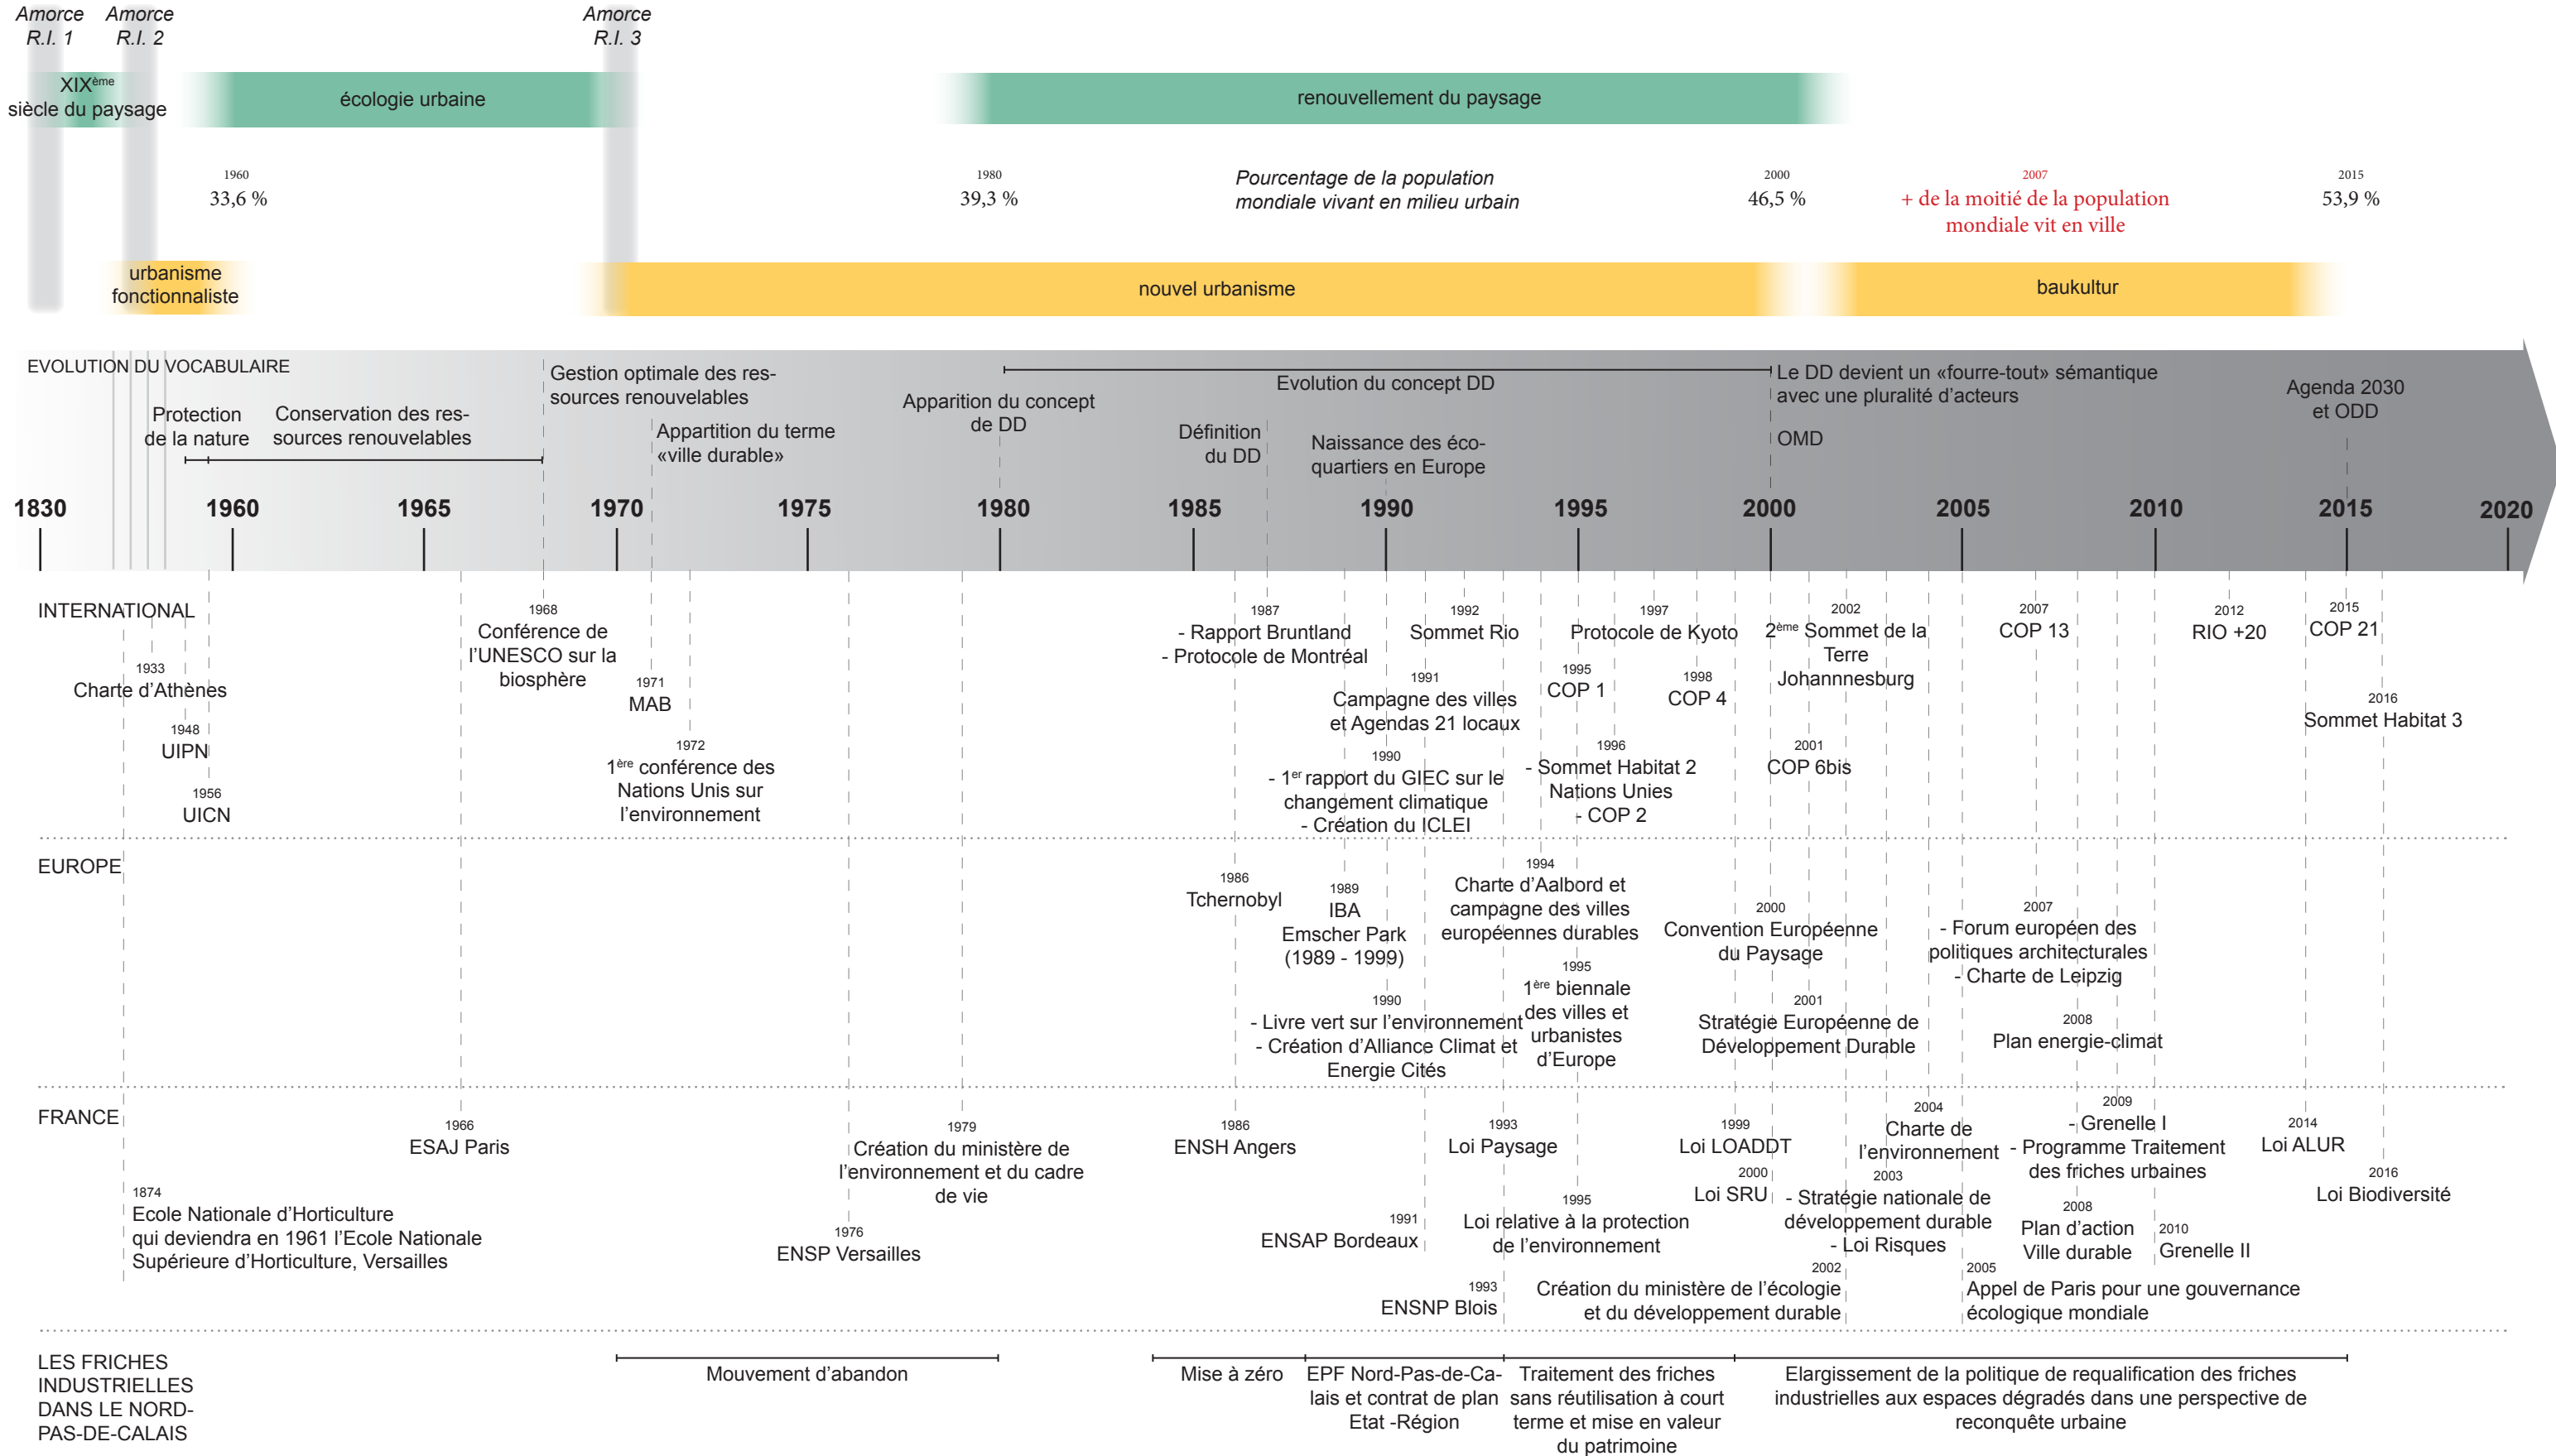 Amorce
R.I. 1
Amorce
R.I. 2
Amorce
R.I. 3
XIXème
siècle du paysage
écologie urbaine
renouvellement du paysage
1960
33,6 %
1980
39,3 %
Pourcentage de la population
mondiale vivant en milieu urbain
2000
46,5 %
2007
+ de la moitié de la population
mondiale vit en ville
2015
53,9 %
urbanisme
fonctionnaliste
nouvel urbanisme
baukultur
EVOLUTION DU VOCABULAIRE
Protection
de la nature
Conservation des res-
sources renouvelables
Gestion optimale des res-
sources renouvelables
Appartition du terme
«ville durable»
Apparition du concept
de DD
Evolution du concept DD
Définition
du DD
Naissance des éco-
quartiers en Europe
Le DD devient un «fourre-tout» sémantique
avec une pluralité d’acteurs
OMD
Agenda 2030
et ODD
1830
1960
1965
1970
1975
1980
1985
1990
1995
2000
2005
2010
2015
2020
INTERNATIONAL
1933
Charte d’Athènes
1948
UIPN
1956
UICN
1968
Conférence de
l’UNESCO sur la
biosphère
1971
MAB
1972
1ère conférence des
Nations Unis sur
l’environnement
1987
- Rapport Bruntland
- Protocole de Montréal
1992
Sommet Rio
1991
Campagne des villes
et Agendas 21 locaux
1990
- 1er rapport du GIEC sur le
changement climatique
- Création du ICLEI
1997
Protocole de Kyoto
1995
COP 1
1998
COP 4
1996
- Sommet Habitat 2
Nations Unies
- COP 2
2002
2ème Sommet de la
Terre
Johannnesburg
2001
COP 6bis
2007
COP 13
2012
RIO +20
2015
COP 21
2016
Sommet Habitat 3
EUROPE
1986
Tchernobyl
1989
IBA
Emscher Park
(1989 - 1999)
1990
- Livre vert sur l’environnement
- Création d’Alliance Climat et
Energie Cités
1994
Charte d’Aalbord et
campagne des villes
européennes durables
1995
1ère biennale
des villes et
urbanistes
d’Europe
2000
Convention Européenne
du Paysage
2001
Stratégie Européenne de
Développement Durable
2007
- Forum européen des
politiques architecturales
- Charte de Leipzig
2008
Plan energie-climat
FRANCE
1874
Ecole Nationale d’Horticulture
qui deviendra en 1961 l’Ecole Nationale
Supérieure d’Horticulture, Versailles
1966
ESAJ Paris
1979
Création du ministère de
l’environnement et du cadre
de vie
1976
ENSP Versailles
1986
ENSH Angers
1991
ENSAP Bordeaux
1993
Loi Paysage
1993
ENSNP Blois
1995
Loi relative à la protection
de l’environnement
1999
Loi LOADDT
2000
Loi SRU
2002
Création du ministère de l’écologie
et du développement durable
2003
- Stratégie nationale de
développement durable
- Loi Risques
2004
Charte de
l’environnement
2005
Appel de Paris pour une gouvernance
écologique mondiale
2009
- Grenelle I
- Programme Traitement
des friches urbaines
2008
Plan d’action
Ville durable
2010
Grenelle II
2014
Loi ALUR
2016
Loi Biodiversité
LES FRICHES
INDUSTRIELLES
DANS LE NORD-
PAS-DE-CALAIS
Mouvement d’abandon
Mise à zéro
EPF Nord-Pas-de-Ca-
lais et contrat de plan
Etat -Région
Traitement des friches
sans réutilisation à court
terme et mise en valeur
du patrimoine
Elargissement de la politique de requalification des friches
industrielles aux espaces dégradés dans une perspective de
reconquête urbaine